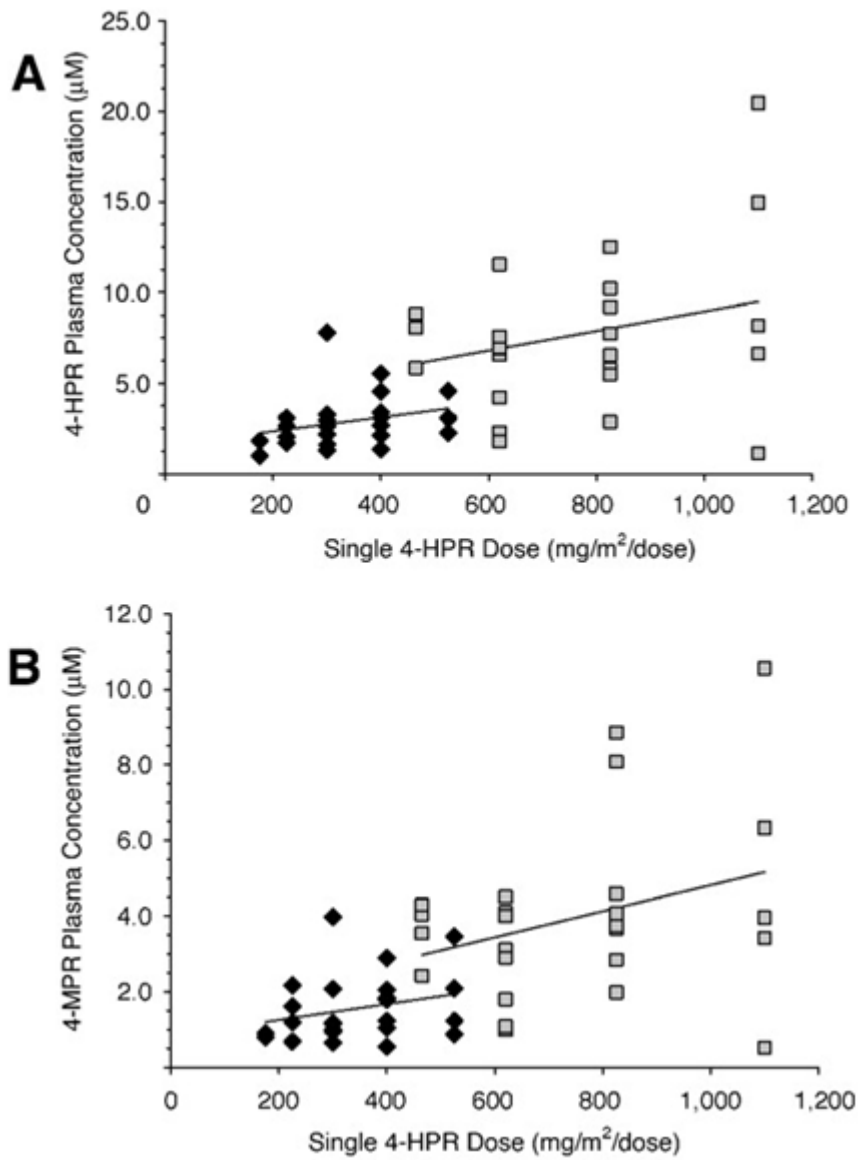 A
4-HPR Plasma Concentration (μM)
25.0
20.0
15.0
10.0
5.0
0 200 400 600 800 1,000 1,200
Single 4-HPR Dose (mg/m²/dose)
B
4-MPR Plasma Concentration (μM)
12.0
10.0
8.0
6.0
4.0
2.0
0 200 400 600 800 1,000 1,200
Single 4-HPR Dose (mg/m²/dose)